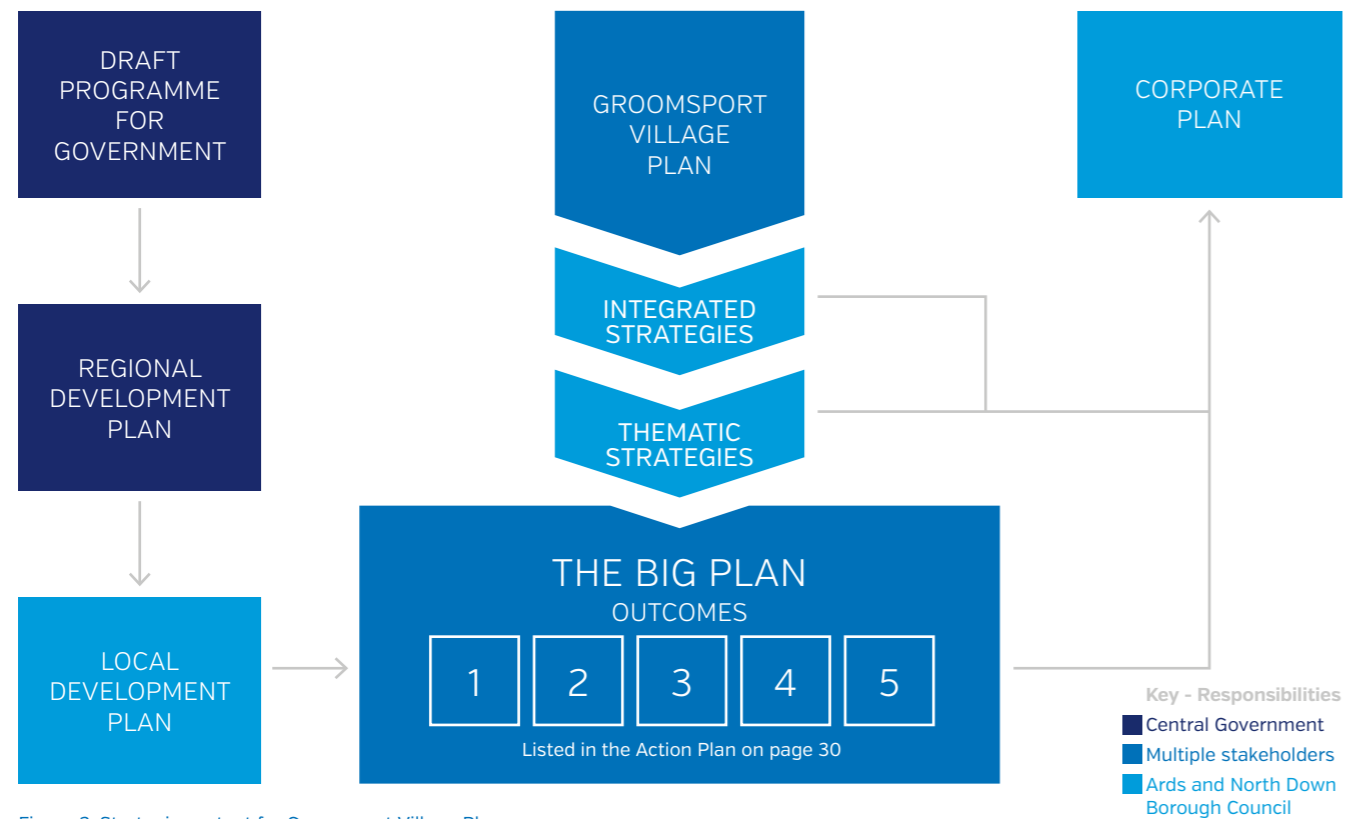 DRAFT
PROGRAMME
FOR
GOVERNMENT
REGIONAL
DEVELOPMENT
PLAN
LOCAL
DEVELOPMENT
PLAN
GROOMSPORT
VILLAGE
PLAN
INTEGRATED
STRATEGIES
THEMATIC
STRATEGIES
THE BIG PLAN
OUTCOMES
1 2 3 4 5
Listed in the Action Plan on page 30
CORPORATE
PLAN
Key - Responsibilities
Central Government
Multiple stakeholders
Ards and North Down
Borough Council